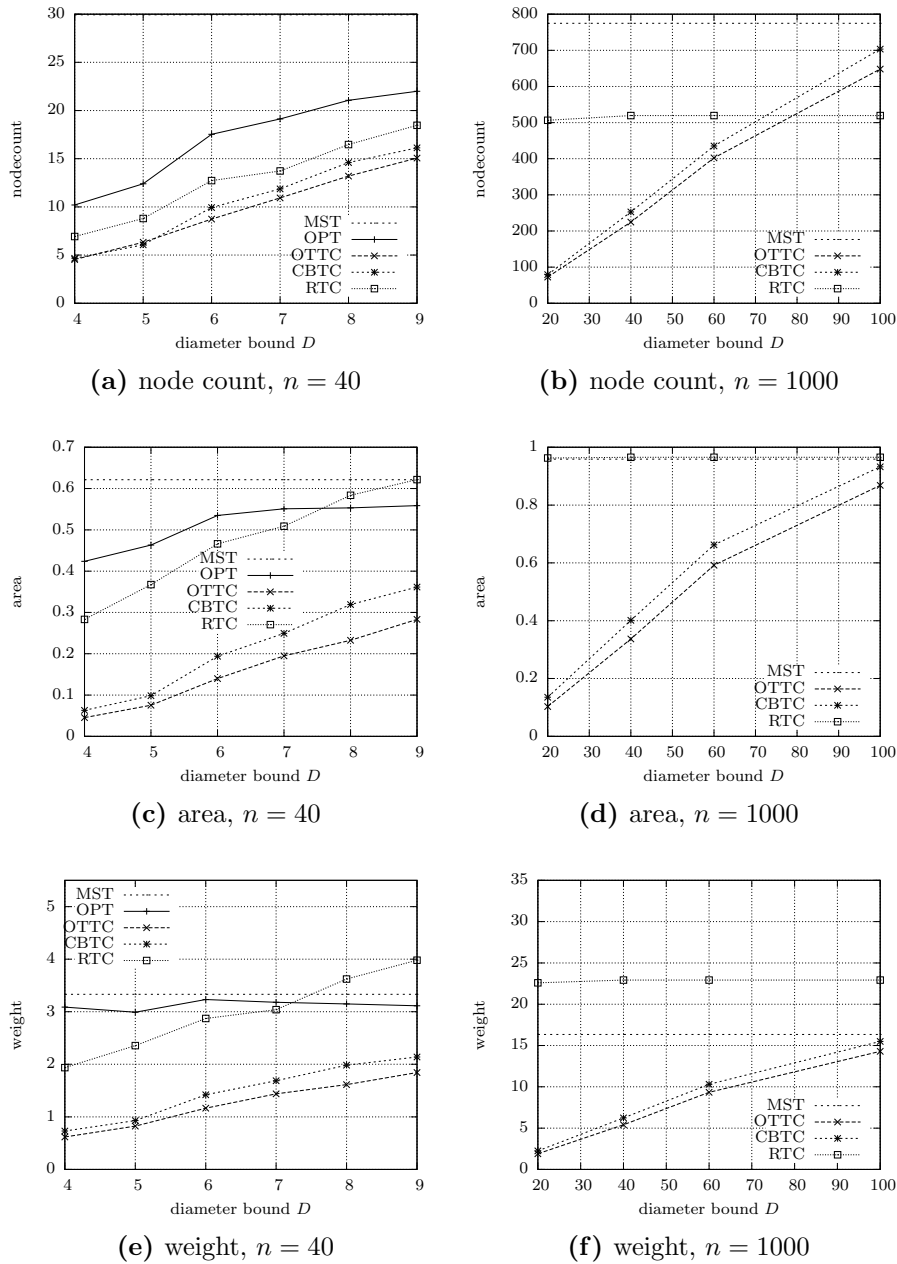 30
25
20
15
10
5
0
nodecount
MST
OPT
OTTC
CBTC
RTC
4 5 6 7 8 9
diameter bound D
(a) node count, n = 40
800
700
600
500
400
300
200
100
0
nodecount
MST
OTTC
CBTC
RTC
20 30 40 50 60 70 80 90 100
diameter bound D
(b) node count, n = 1000
0.7
0.6
0.5
0.4
0.3
0.2
0.1
0
area
MST
OPT
OTTC
CBTC
RTC
4 5 6 7 8 9
diameter bound D
(c) area, n = 40
1
0.8
0.6
0.4
0.2
0
area
MST
OTTC
CBTC
RTC
20 30 40 50 60 70 80 90 100
diameter bound D
(d) area, n = 1000
5
4
3
2
1
0
weight
MST
OPT
OTTC
CBTC
RTC
4 5 6 7 8 9
diameter bound D
(e) weight, n = 40
35
30
25
20
15
10
5
0
weight
MST
OTTC
CBTC
RTC
20 30 40 50 60 70 80 90 100
diameter bound D
(f) weight, n = 1000